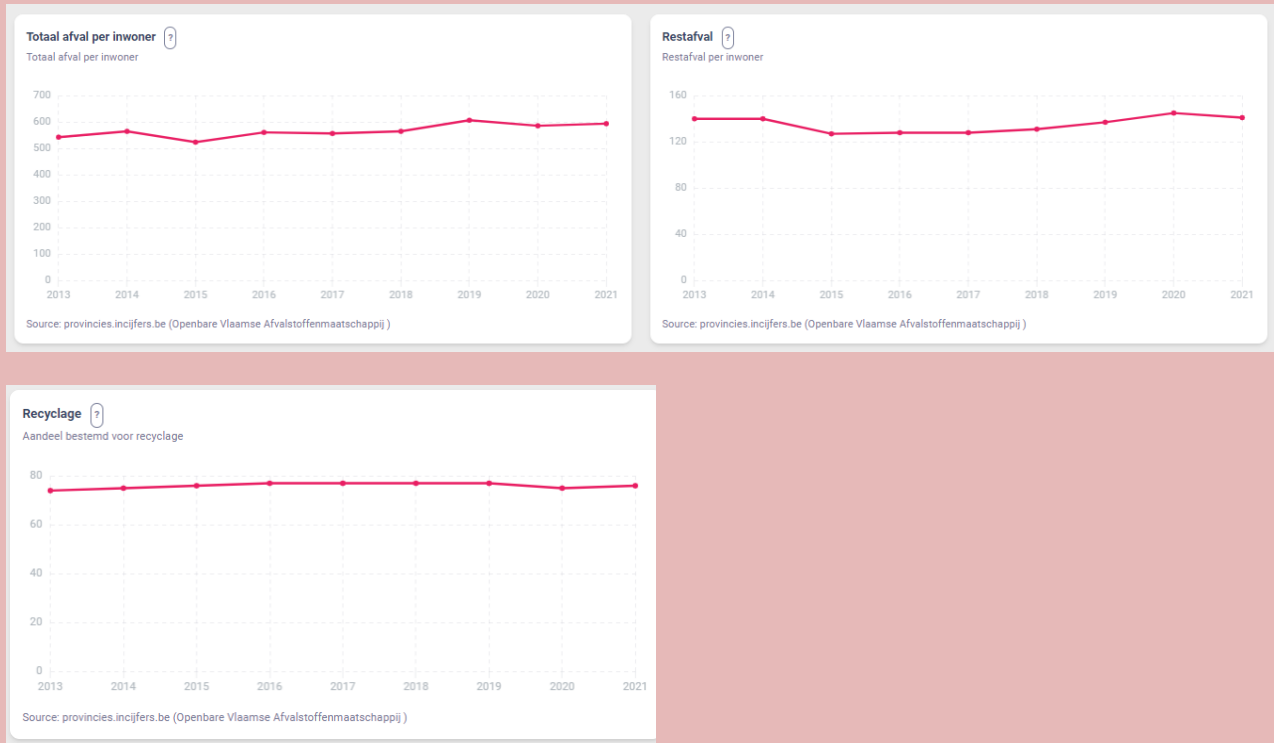 Totaal afval per inwoner ?
Totaal afval per inwoner
700
600
500
400
300
200
100
0
2013 2014 2015 2016 2017 2018 2019 2020 2021
Source: provincies.incijfers.be (Openbare Vlaamse Afvalstoffenmaatschappij )
Restafval ?
Restafval per inwoner
160
120
80
40
0
2013 2014 2015 2016 2017 2018 2019 2020 2021
Source: provincies.incijfers.be (Openbare Vlaamse Afvalstoffenmaatschappij )
Recyclage ?
Aandeel bestemd voor recyclage
80
60
40
20
0
2013 2014 2015 2016 2017 2018 2019 2020 2021
Source: provincies.incijfers.be (Openbare Vlaamse Afvalstoffenmaatschappij )